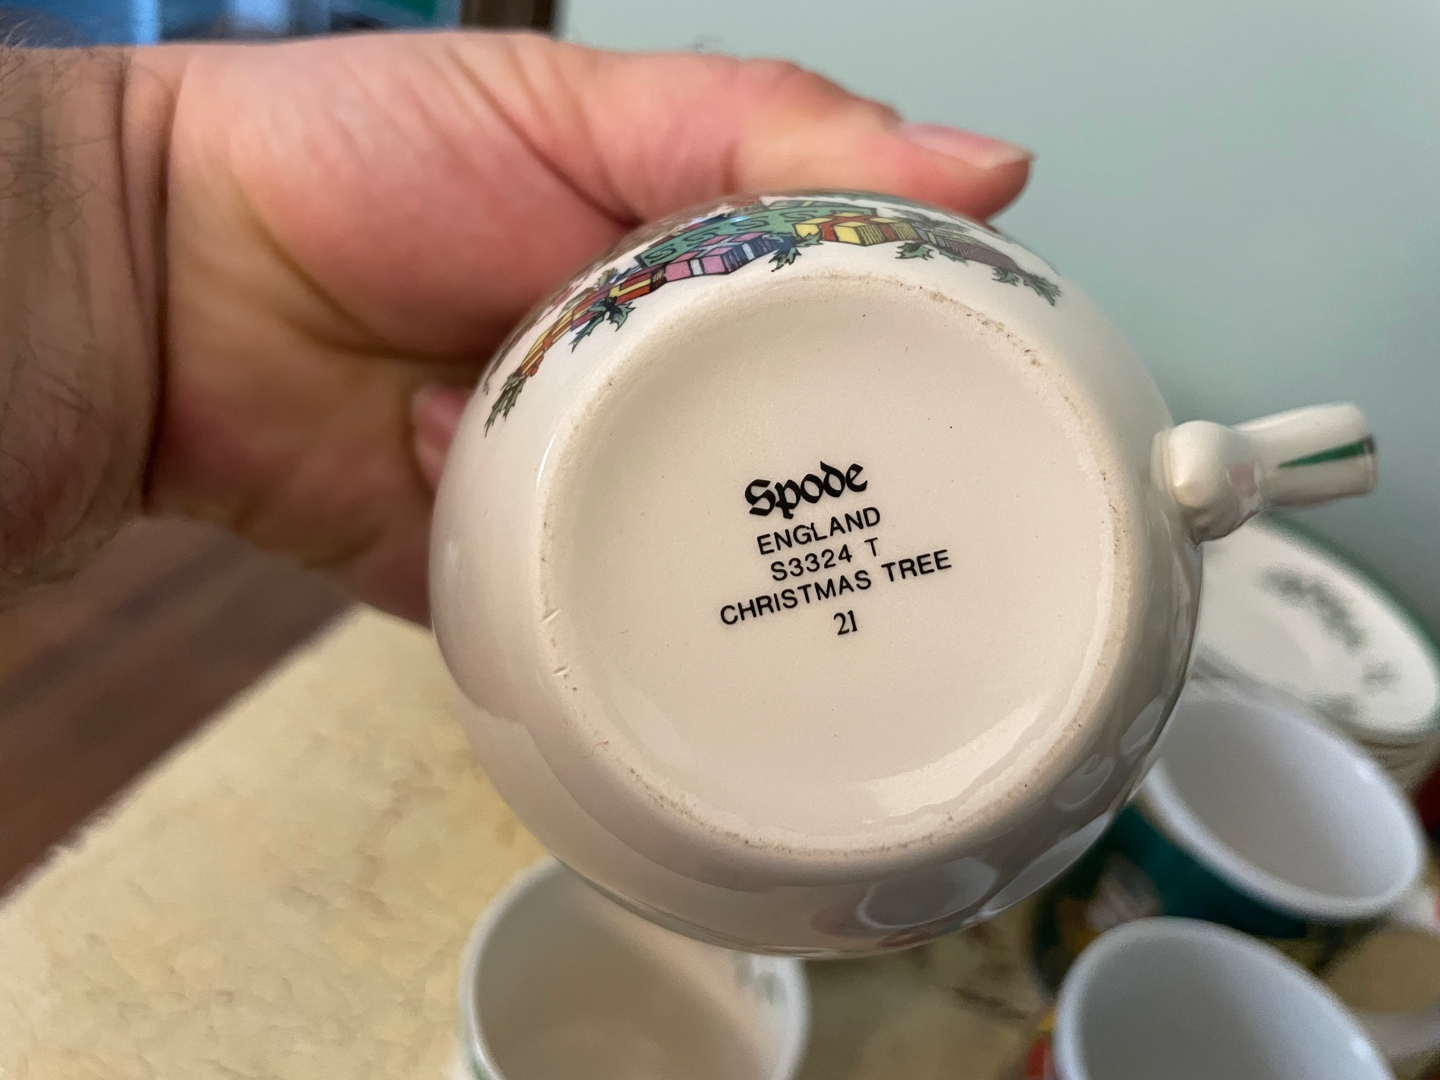 Spode
ENGLAND
S3324 T
CHRISTMAS TREE
21